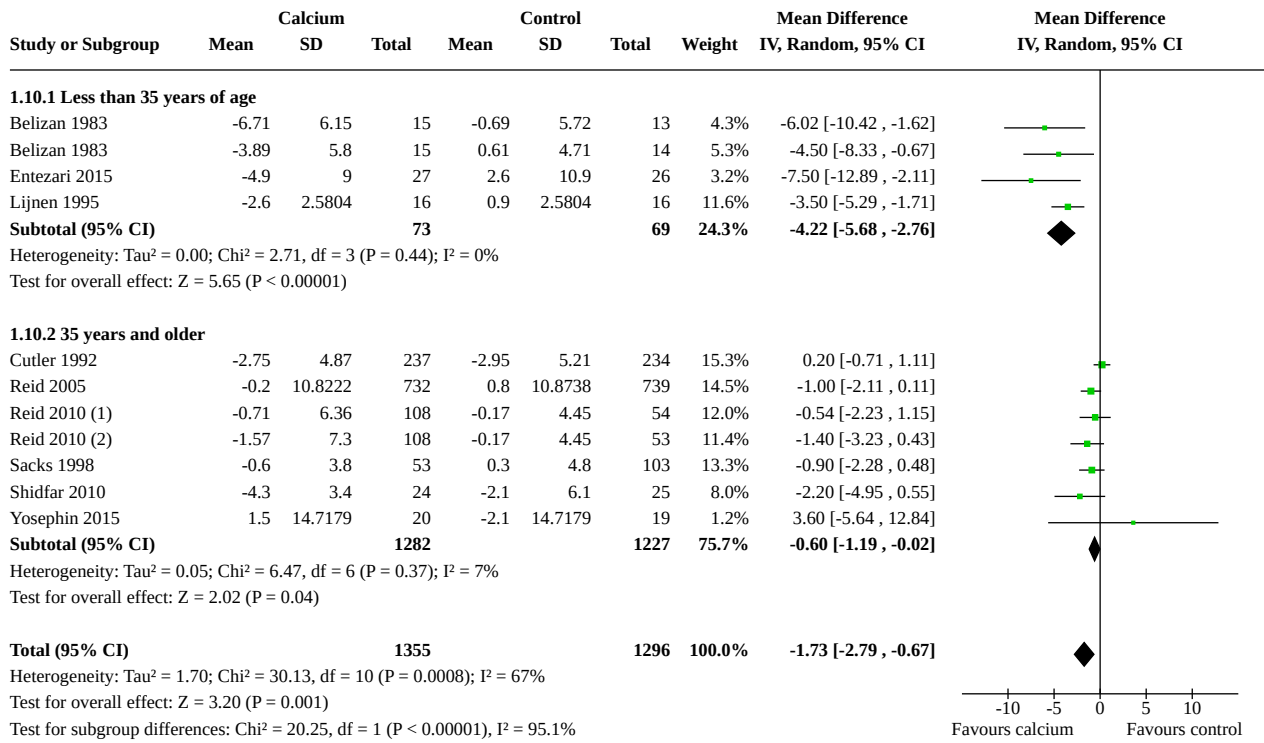 Calcium Control Mean Difference Mean Difference
Study or Subgroup Mean SD Total Mean SD Total Weight IV, Random, 95% CI IV, Random, 95% CI
1.10.1 Less than 35 years of age
Belizan 1983 -6.71 6.15 15 -0.69 5.72 13 4.3% -6.02 [-10.42 , -1.62]
Belizan 1983 -3.89 5.8 15 0.61 4.71 14 5.3% -4.50 [-8.33 , -0.67]
Entezari 2015 -4.9 9 27 2.6 10.9 26 3.2% -7.50 [-12.89 , -2.11]
Lijnen 1995 -2.6 2.5804 16 0.9 2.5804 16 11.6% -3.50 [-5.29 , -1.71]
Subtotal (95% CI) 73 69 24.3% -4.22 [-5.68 , -2.76]
Heterogeneity: Tau² = 0.00; Chi² = 2.71, df = 3 (P = 0.44); I² = 0%
Test for overall effect: Z = 5.65 (P < 0.00001)
1.10.2 35 years and older
Cutler 1992 -2.75 4.87 237 -2.95 5.21 234 15.3% 0.20 [-0.71 , 1.11]
Reid 2005 -0.2 10.8222 732 0.8 10.8738 739 14.5% -1.00 [-2.11 , 0.11]
Reid 2010 (1) -0.71 6.36 108 -0.17 4.45 54 12.0% -0.54 [-2.23 , 1.15]
Reid 2010 (2) -1.57 7.3 108 -0.17 4.45 53 11.4% -1.40 [-3.23 , 0.43]
Sacks 1998 -0.6 3.8 53 0.3 4.8 103 13.3% -0.90 [-2.28 , 0.48]
Shidfar 2010 -4.3 3.4 24 -2.1 6.1 25 8.0% -2.20 [-4.95 , 0.55]
Yosephin 2015 1.5 14.7179 20 -2.1 14.7179 19 1.2% 3.60 [-5.64 , 12.84]
Subtotal (95% CI) 1282 1227 75.7% -0.60 [-1.19 , -0.02]
Heterogeneity: Tau² = 0.05; Chi² = 6.47, df = 6 (P = 0.37); I² = 7%
Test for overall effect: Z = 2.02 (P = 0.04)
Total (95% CI) 1355 1296 100.0% -1.73 [-2.79 , -0.67]
Heterogeneity: Tau² = 1.70; Chi² = 30.13, df = 10 (P = 0.0008); I² = 67%
Test for overall effect: Z = 3.20 (P = 0.001)
Test for subgroup differences: Chi² = 20.25, df = 1 (P < 0.00001), I² = 95.1%
-10 -5 0 5 10
Favours calcium Favours control